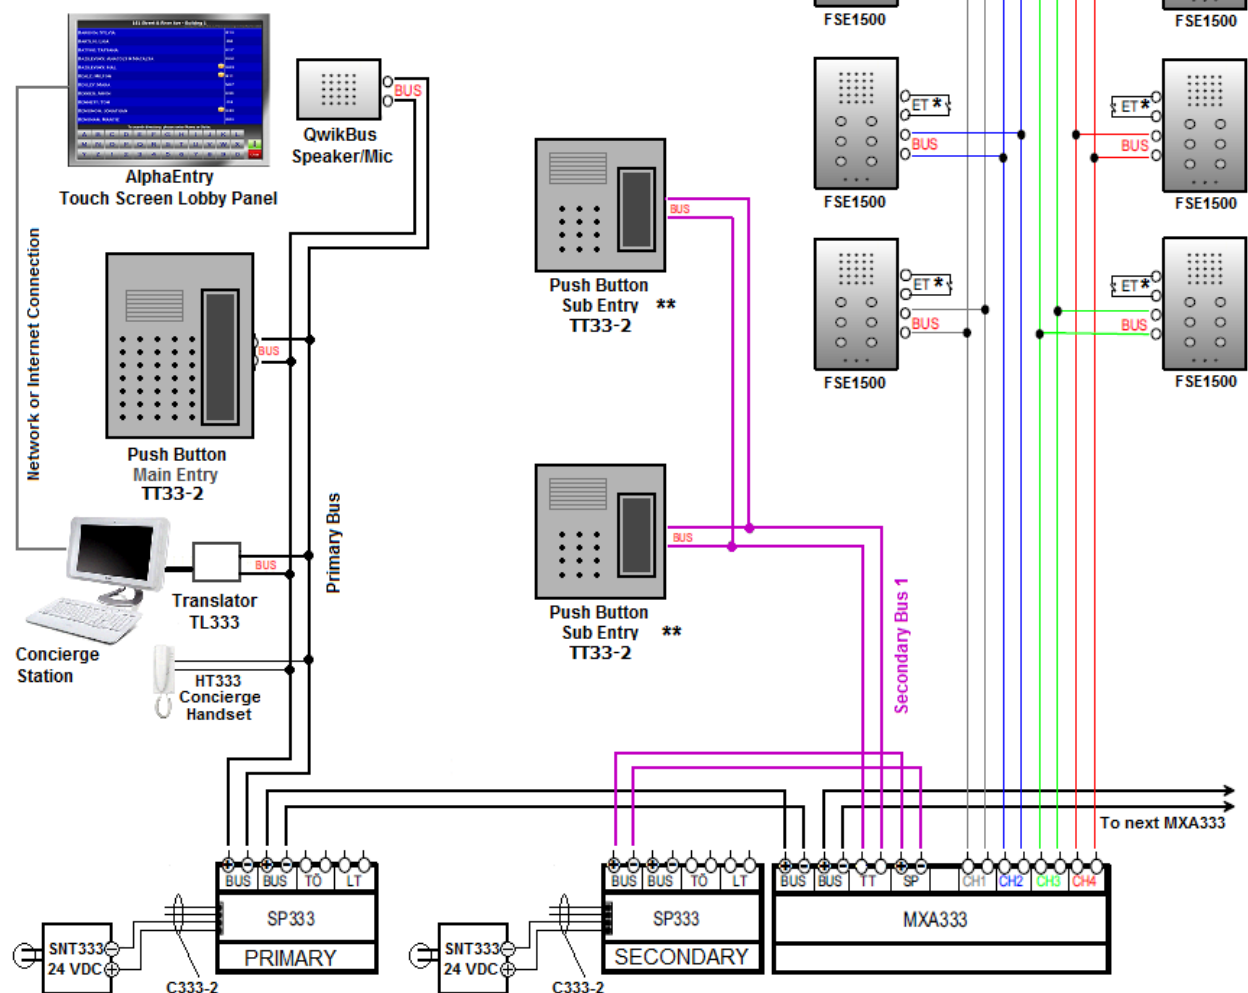 FSE1500
FSE1500
AlphaEntry
Touch Screen Lobby Panel
BUS
QwikBus
Speaker/Mic
Network or Internet Connection
BUS
Push Button
Main Entry
TT33-2
BUS
Push Button
Sub Entry **
TT33-2
BUS
Push Button
Sub Entry **
TT33-2
ET *
BUS
FSE1500
ET *
BUS
FSE1500
ET *
BUS
FSE1500
ET *
BUS
FSE1500
Primary Bus
BUS
Translator
TL333
Concierge
Station
HT333
Concierge
Handset
Secondary Bus 1
To next MXA333
BUS BUS TÖ LT
SP333
PRIMARY
SNT333
24 VDC
C333-2
BUS BUS TÖ LT
SP333
SECONDARY
SNT333
24 VDC
C333-2
BUS BUS TT SP CH1 CH2 CH3 CH4
MXA333